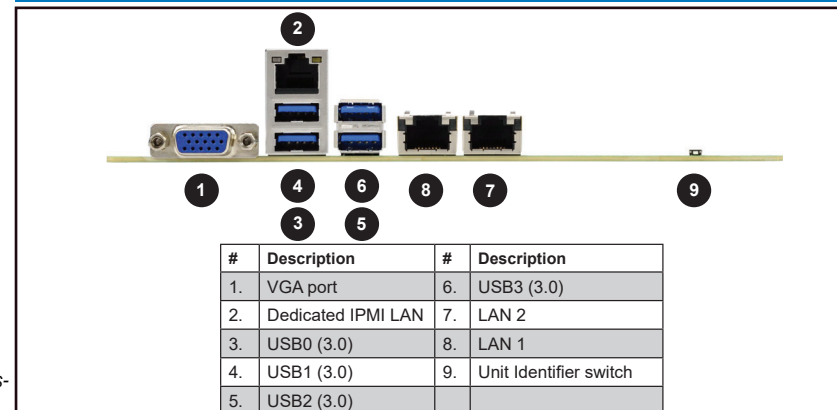 2
1
4
6
8
7
9
3
5
# Description # Description
1. VGA port 6. USB3 (3.0)
2. Dedicated IPMI LAN 7. LAN 2
3. USB0 (3.0) 8. LAN 1
4. USB1 (3.0) 9. Unit Identifier switch
5. USB2 (3.0)
s-